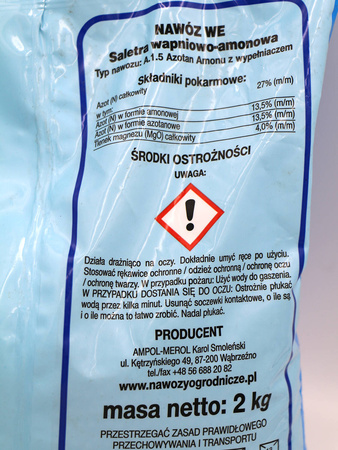 NAWÓZ WE
Saletra wapniowo-amonowa
Typ nawozu: A.1.5 Azotan Amonu z wypełniaczem
Składniki pokarmowe:
Azot (N) całkowity 27% (m/m)
w tym:
Azot (N) w formie amonowej 13,5% (m/m)
Azot (N) w formie azotanowe 13,5% (m/m)
Tlenek magnezu (MgO) całkowity 4,0% (m/m)
ŚRODKI OSTROŻNOŚCI
UWAGA:
!
Działa drażniąco na oczy. Dokładnie umyć ręce po użyciu.
Stosować rękawice ochronne / odzież ochronną / ochronę oczu
/ ochronę twarzy. W przypadku pożaru: Użyć wody do gaszenia.
W PRZYPADKU DOSTANIA SIĘ DO OCZU: Ostrożnie płukać
wodą przez kilka minut. Usunąć soczewki kontaktowe, o ile są
i o ile można to łatwo zrobić. Nadal płukać.
PRODUCENT
AMPOL-MEROL Karol Smoleński
ul. Kętrzyńskiego 49, 87-200 Wąbrzeźno
tel./fax +48 56 688 20 82
www.nawozyogrodnicze.pl
masa netto: 2 kg
PRZESTRZEGAĆ ZASAD PRAWIDŁOWEGO
PRZECHOWYWANIA I TRANSPORTU